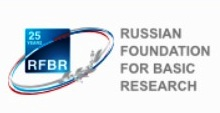 25
YEARS
RFBR
RUSSIAN
FOUNDATION
FOR BASIC
RESEARCH